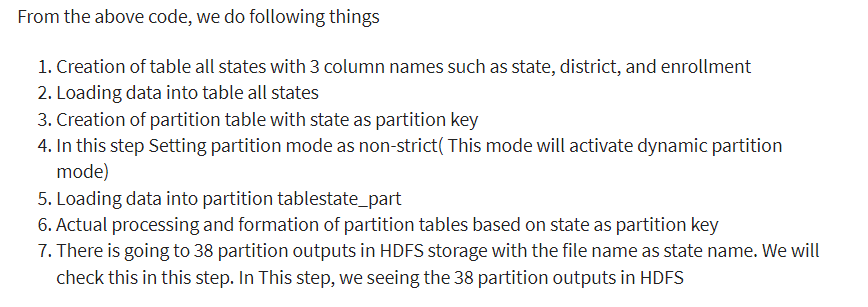 From the above code, we do following things
1. Creation of table all states with 3 column names such as state, district, and enrollment
2. Loading data into table all states
3. Creation of partition table with state as partition key
4. In this step Setting partition mode as non-strict( This mode will activate dynamic partition
mode)
5. Loading data into partition tablestate_part
6. Actual processing and formation of partition tables based on state as partition key
7. There is going to 38 partition outputs in HDFS storage with the file name as state name. We will
check this in this step. In This step, we seeing the 38 partition outputs in HDFS